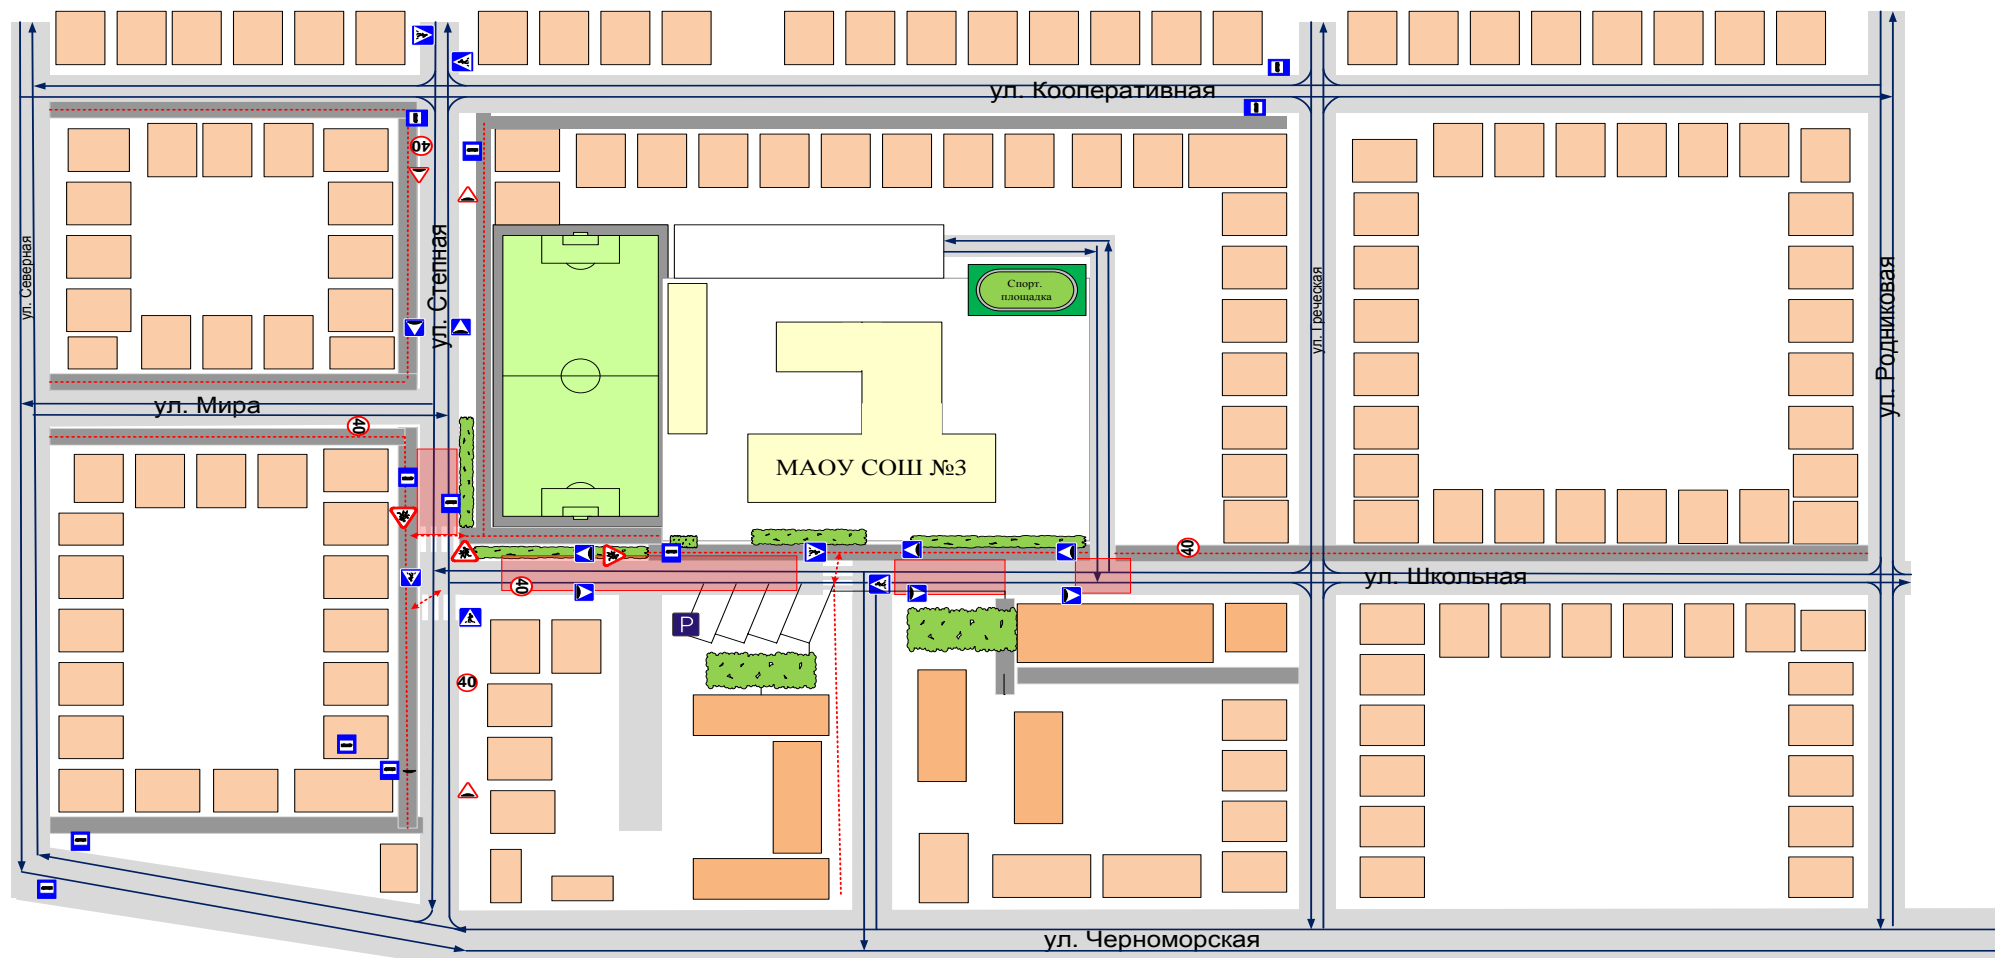 ул. Кооперативная
40
ул. Степная
ул. Северная
Спорт.
площадка
ул. Греческая
ул. Родниковая
ул. Мира
40
МАОУ СОШ №3
40
ул. Школьная
40
P
40
ул. Черноморская